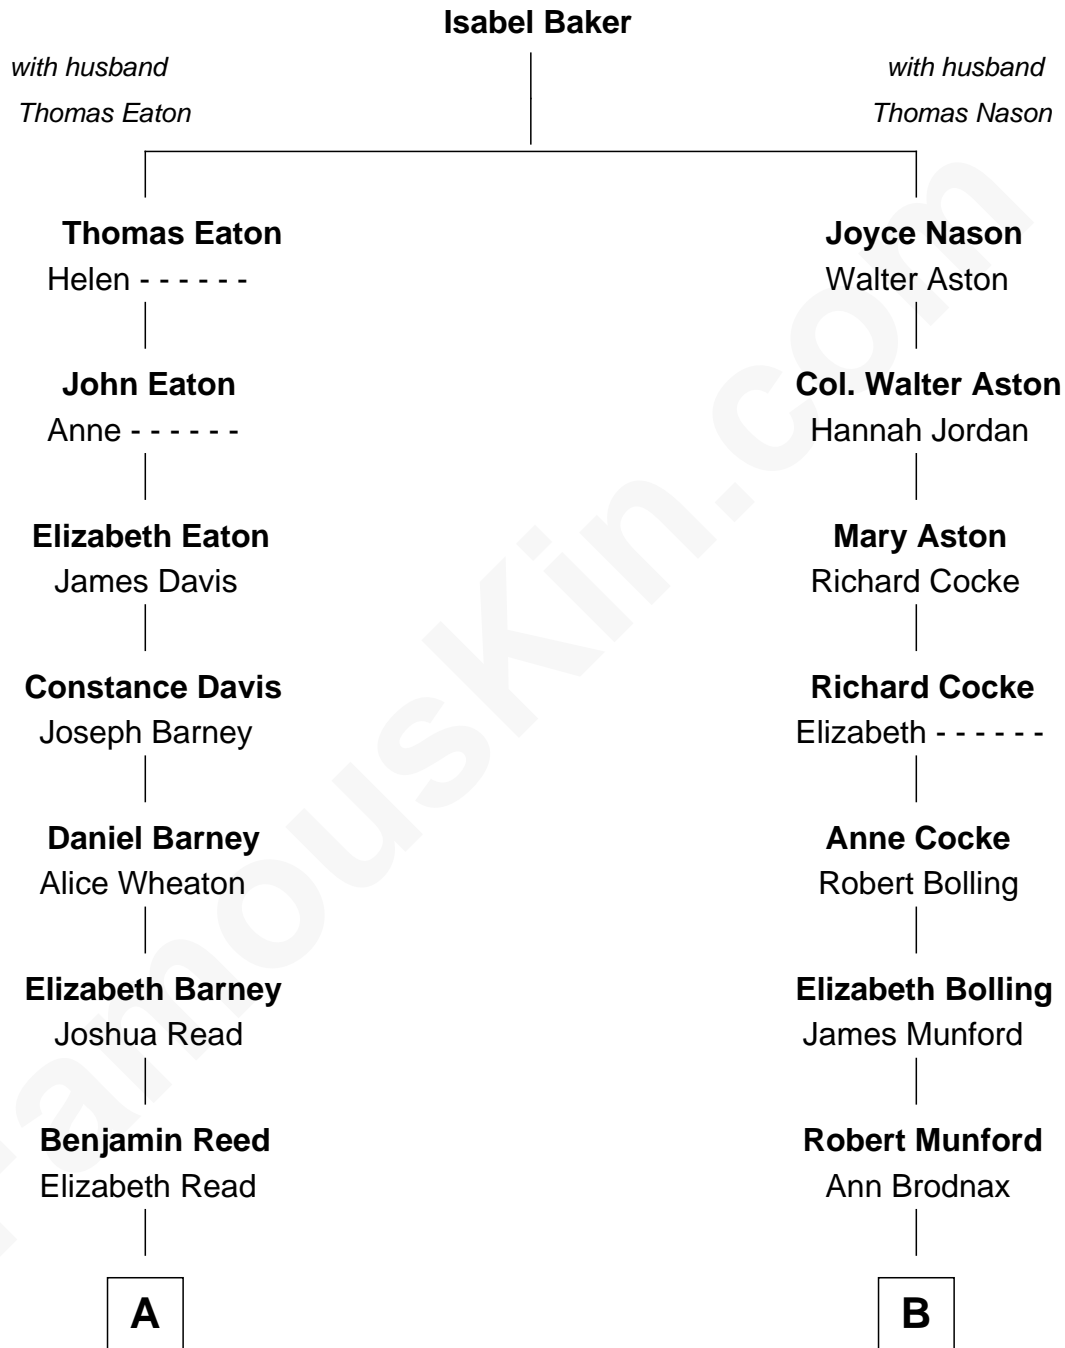 Isabel Baker
with husband
Thomas Eaton
with husband
Thomas Nason
Thomas Eaton
Helen - - - - - -
Joyce Nason
Walter Aston
John Eaton
Anne - - - - - -
Col. Walter Aston
Hannah Jordan
Elizabeth Eaton
James Davis
Mary Aston
Richard Cocke
Constance Davis
Joseph Barney
Richard Cocke
Elizabeth - - - - - -
Daniel Barney
Alice Wheaton
Anne Cocke
Robert Bolling
Elizabeth Barney
Joshua Read
Elizabeth Bolling
James Munford
Benjamin Reed
Elizabeth Read
Robert Munford
Ann Brodnax
A
B
FamousKin.com